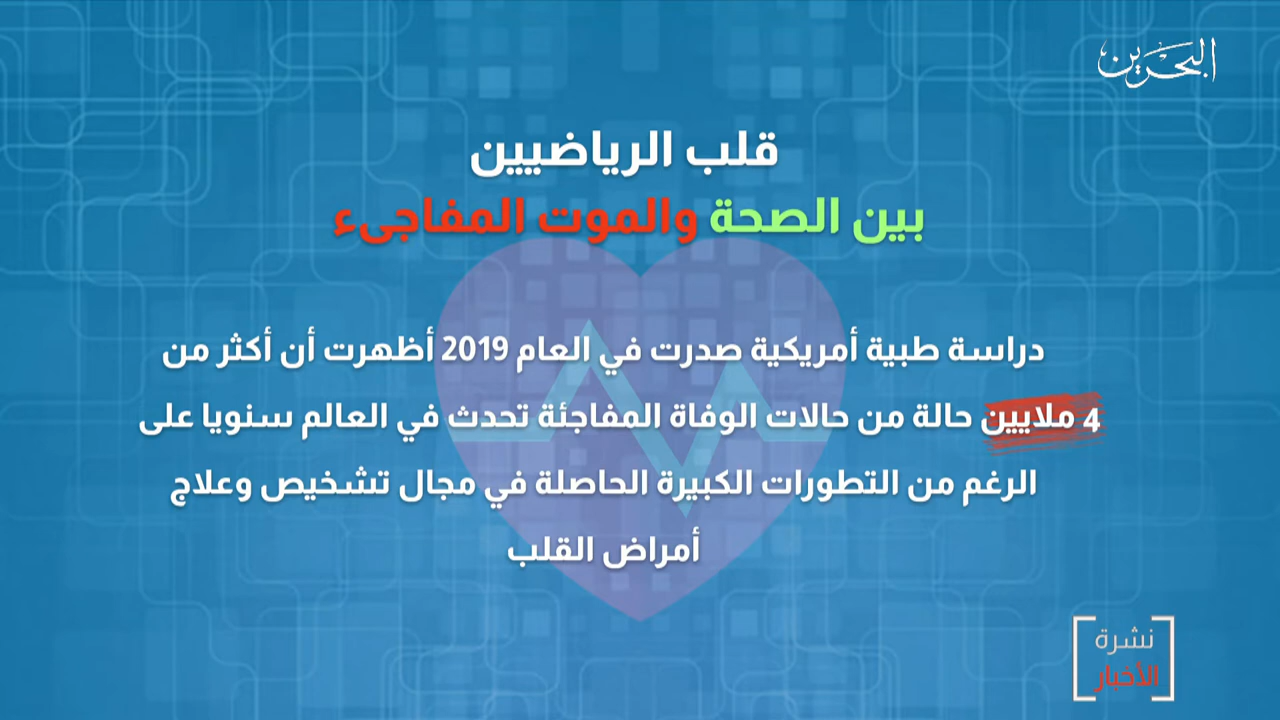 البحرين
قلب الرياضيين
بين الصحة والموت المفاجىء
دراسة طبية أمريكية صدرت في العام 2019 أظهرت أن أكثر من
4 ملايين حالة من حالات الوفاة المفاجئة تحدث في العالم سنويا على
الرغم من التطورات الكبيرة الحاصلة في مجال تشخيص وعلاج
أمراض القلب
نشرة
الأخبار